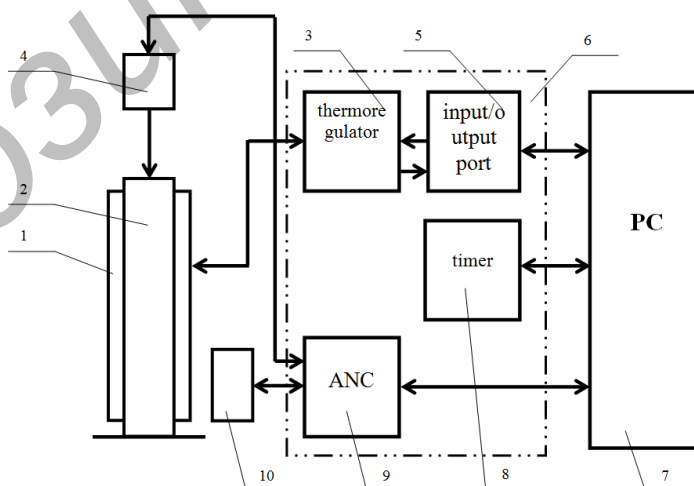 3
5
6
4
thermore
gulator
input/o
utput
port
PC
2
1
timer
ANC
10
9
8
7